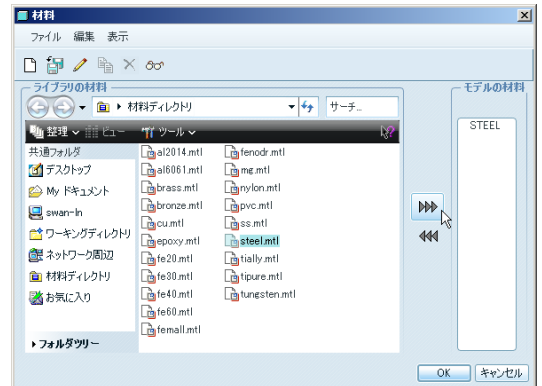 材料
ファイル 編集 表示
ライブラリの材料
モデルの材料
材料ディレクトリ
サーチ...
整理 ビュー ツール
STEEL
共通フォルダ
デスクトップ
My ドキュメント
swan-ln
ワーキングディレクトリ
ネットワーク周辺
材料ディレクトリ
お気に入り
フォルダツリー
al2014.mtl
al6061.mtl
brass.mtl
bronze.mtl
cu.mtl
epoxy.mtl
fe20.mtl
fe30.mtl
fe40.mtl
fe60.mtl
femall.mtl
fenodr.mtl
mg.mtl
nylon.mtl
pvc.mtl
ss.mtl
steel.mtl
tially.mtl
tipure.mtl
tungsten.mtl
OK キャンセル